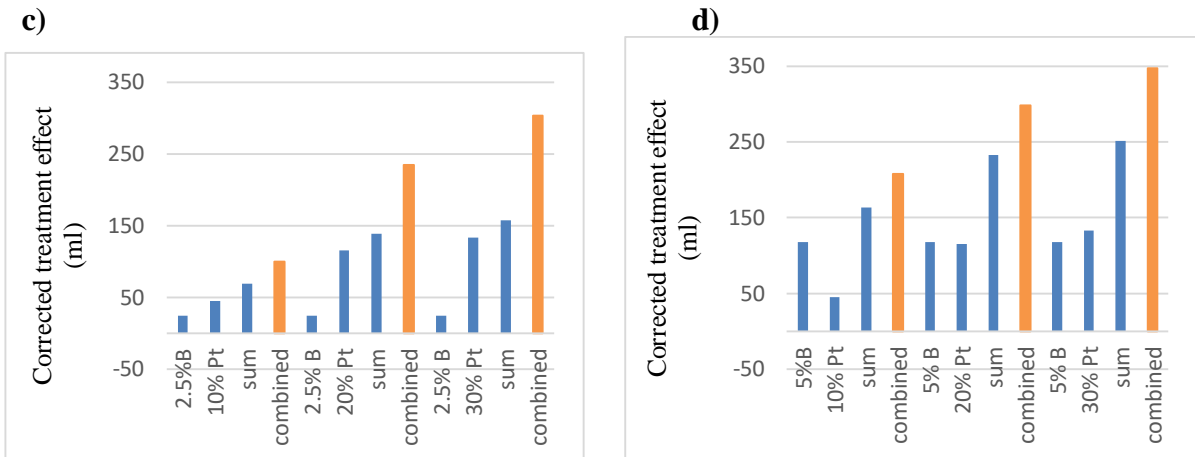 c)
Corrected treatment effect
(ml)
350
250
150
50
-50
2.5%B
10% Pt
sum
combined
2.5% B
20% Pt
sum
combined
2.5% B
30% Pt
sum
combined
d)
Corrected treatment effect
(ml)
350
250
150
50
-50
5%B
10% Pt
sum
combined
5% B
20% Pt
sum
combined
5% B
30% Pt
sum
combined